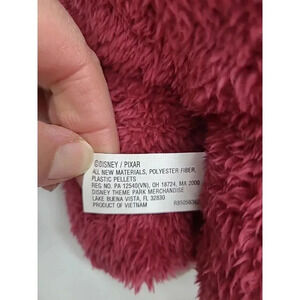 ©DISNEY / PIXAR
ALL NEW MATERIALS, POLYESTER FIBER,
PLASTIC PELLETS
REG. NO. PA 12540(VN), OH 18724, MA 2000
DISNEY THEME PARK MERCHANDISE
LAKE BUENA VISTA, FL 32830
PRODUCT OF VIETNAM